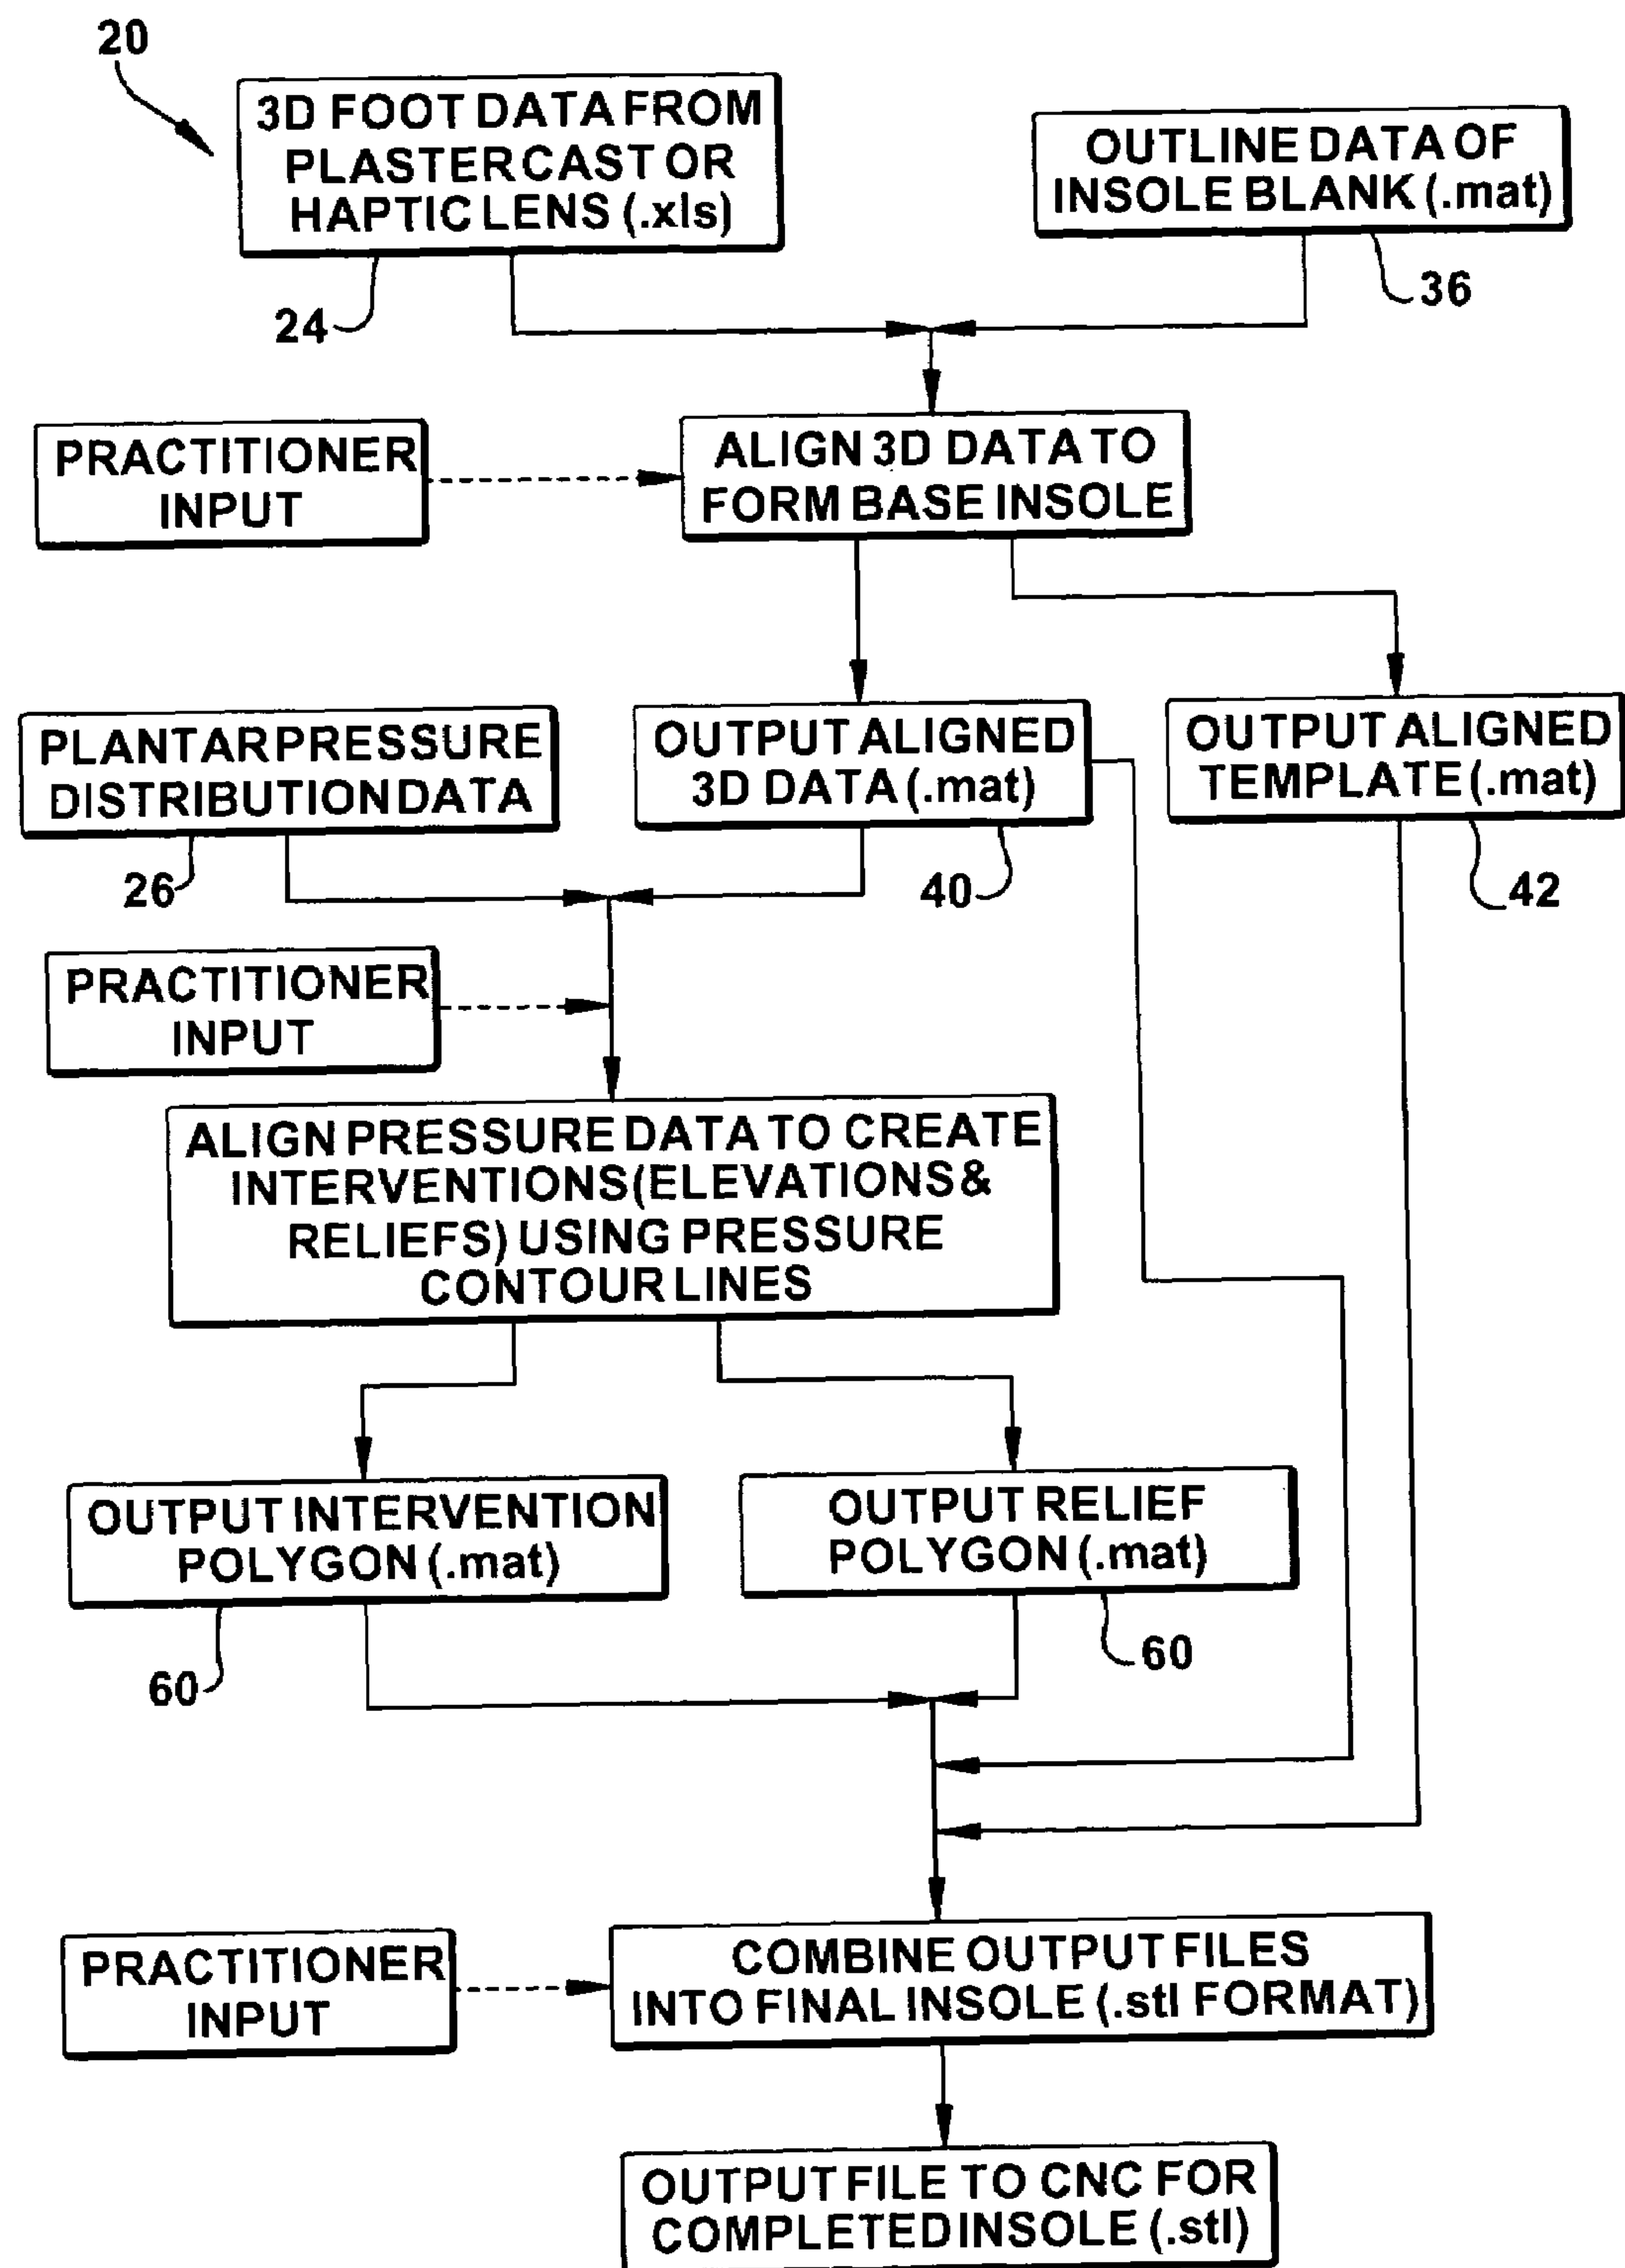 20
3D FOOT DATA FROM
PLASTER CAST OR
HAPTIC LENS (.xls)
24
OUTLINE DATA OF
INSOLE BLANK (.mat)
36
PRACTITIONER
INPUT
ALIGN 3D DATA TO
FORM BASE INSOLE
PLANTAR PRESSURE
DISTRIBUTION DATA
26
OUTPUT ALIGNED
3D DATA (.mat)
40
OUTPUT ALIGNED
TEMPLATE (.mat)
42
PRACTITIONER
INPUT
ALIGN PRESSURE DATA TO CREATE
INTERVENTIONS (ELEVATIONS &
RELIEFS) USING PRESSURE
CONTOUR LINES
OUTPUT INTERVENTION
POLYGON (.mat)
60
OUTPUT RELIEF
POLYGON (.mat)
60
PRACTITIONER
INPUT
COMBINE OUTPUT FILES
INTO FINAL INSOLE (.stl FORMAT)
OUTPUT FILE TO CNC FOR
COMPLETED INSOLE (.stl)